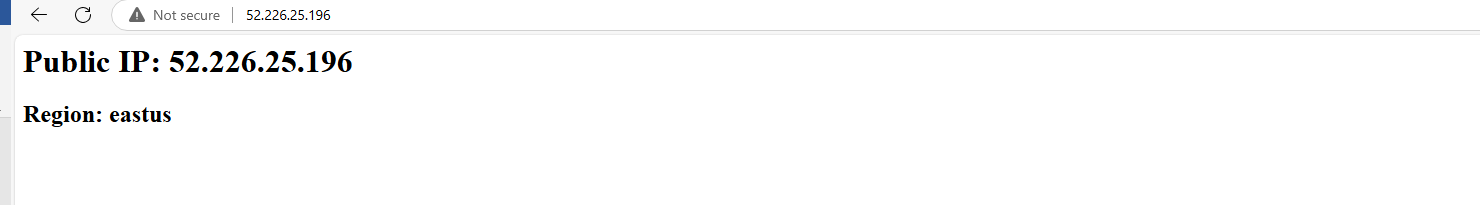 Not secure 52.226.25.196
Public IP: 52.226.25.196
Region: eastus